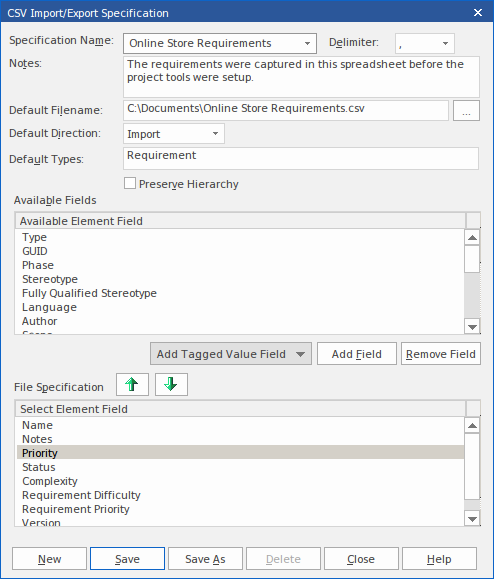 CSV Import/Export Specification
Specification Name: Online Store Requirements Delimiter: ,
Notes: The requirements were captured in this spreadsheet before the
project tools were setup.
Default Filename: C:\Documents\Online Store Requirements.csv ...
Default Direction: Import
Default Types: Requirement
Preserve Hierarchy
Available Fields
Available Element Field
Type
GUID
Phase
Stereotype
Fully Qualified Stereotype
Language
Author
Scope
Add Tagged Value Field Add Field Remove Field
File Specification
Select Element Field
Name
Notes
Priority
Status
Complexity
Requirement Difficulty
Requirement Priority
Version
New Save Save As Delete Close Help